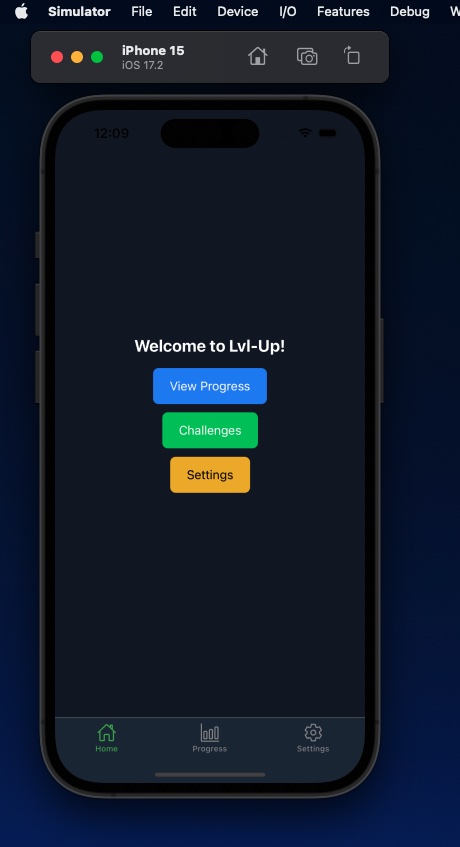 Simulator File Edit Device I/O Features Debug W
iPhone 15
iOS 17.2
12:09
Welcome to Lvl-Up!
View Progress
Challenges
Settings
Home Progress Settings